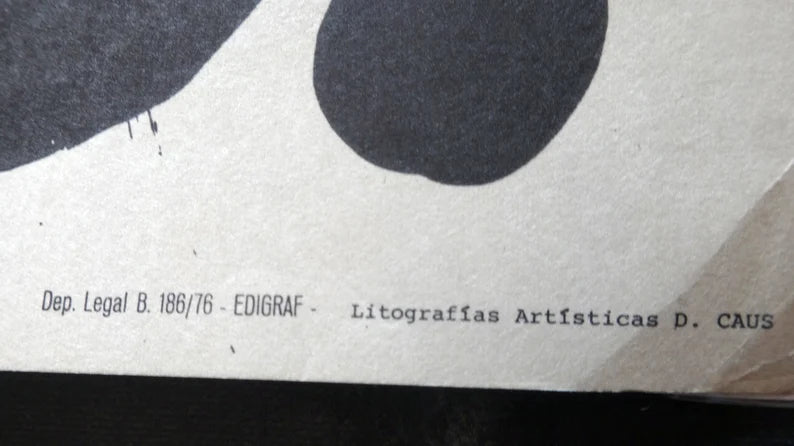 Dep. Legal B. 186/76 - EDIGRAF - Litografías Artísticas D. CAUS